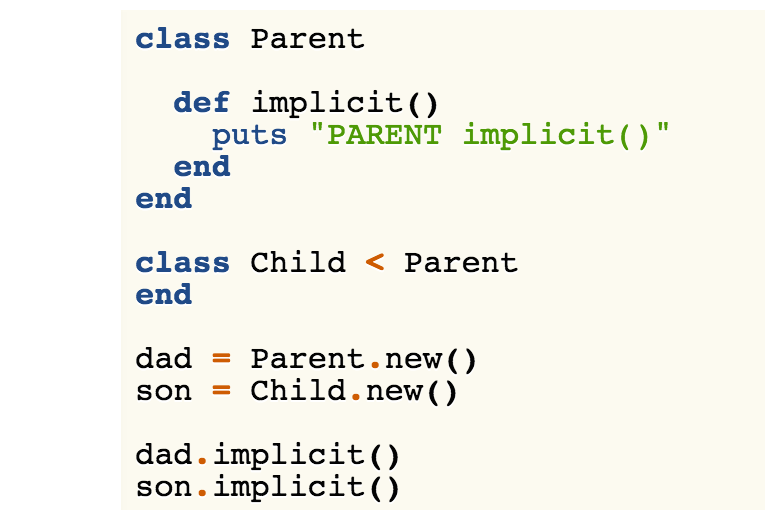 class Parent
  def implicit()
    puts "PARENT implicit()"
  end
end
class Child < Parent
end
dad = Parent.new()
son = Child.new()
dad.implicit()
son.implicit()